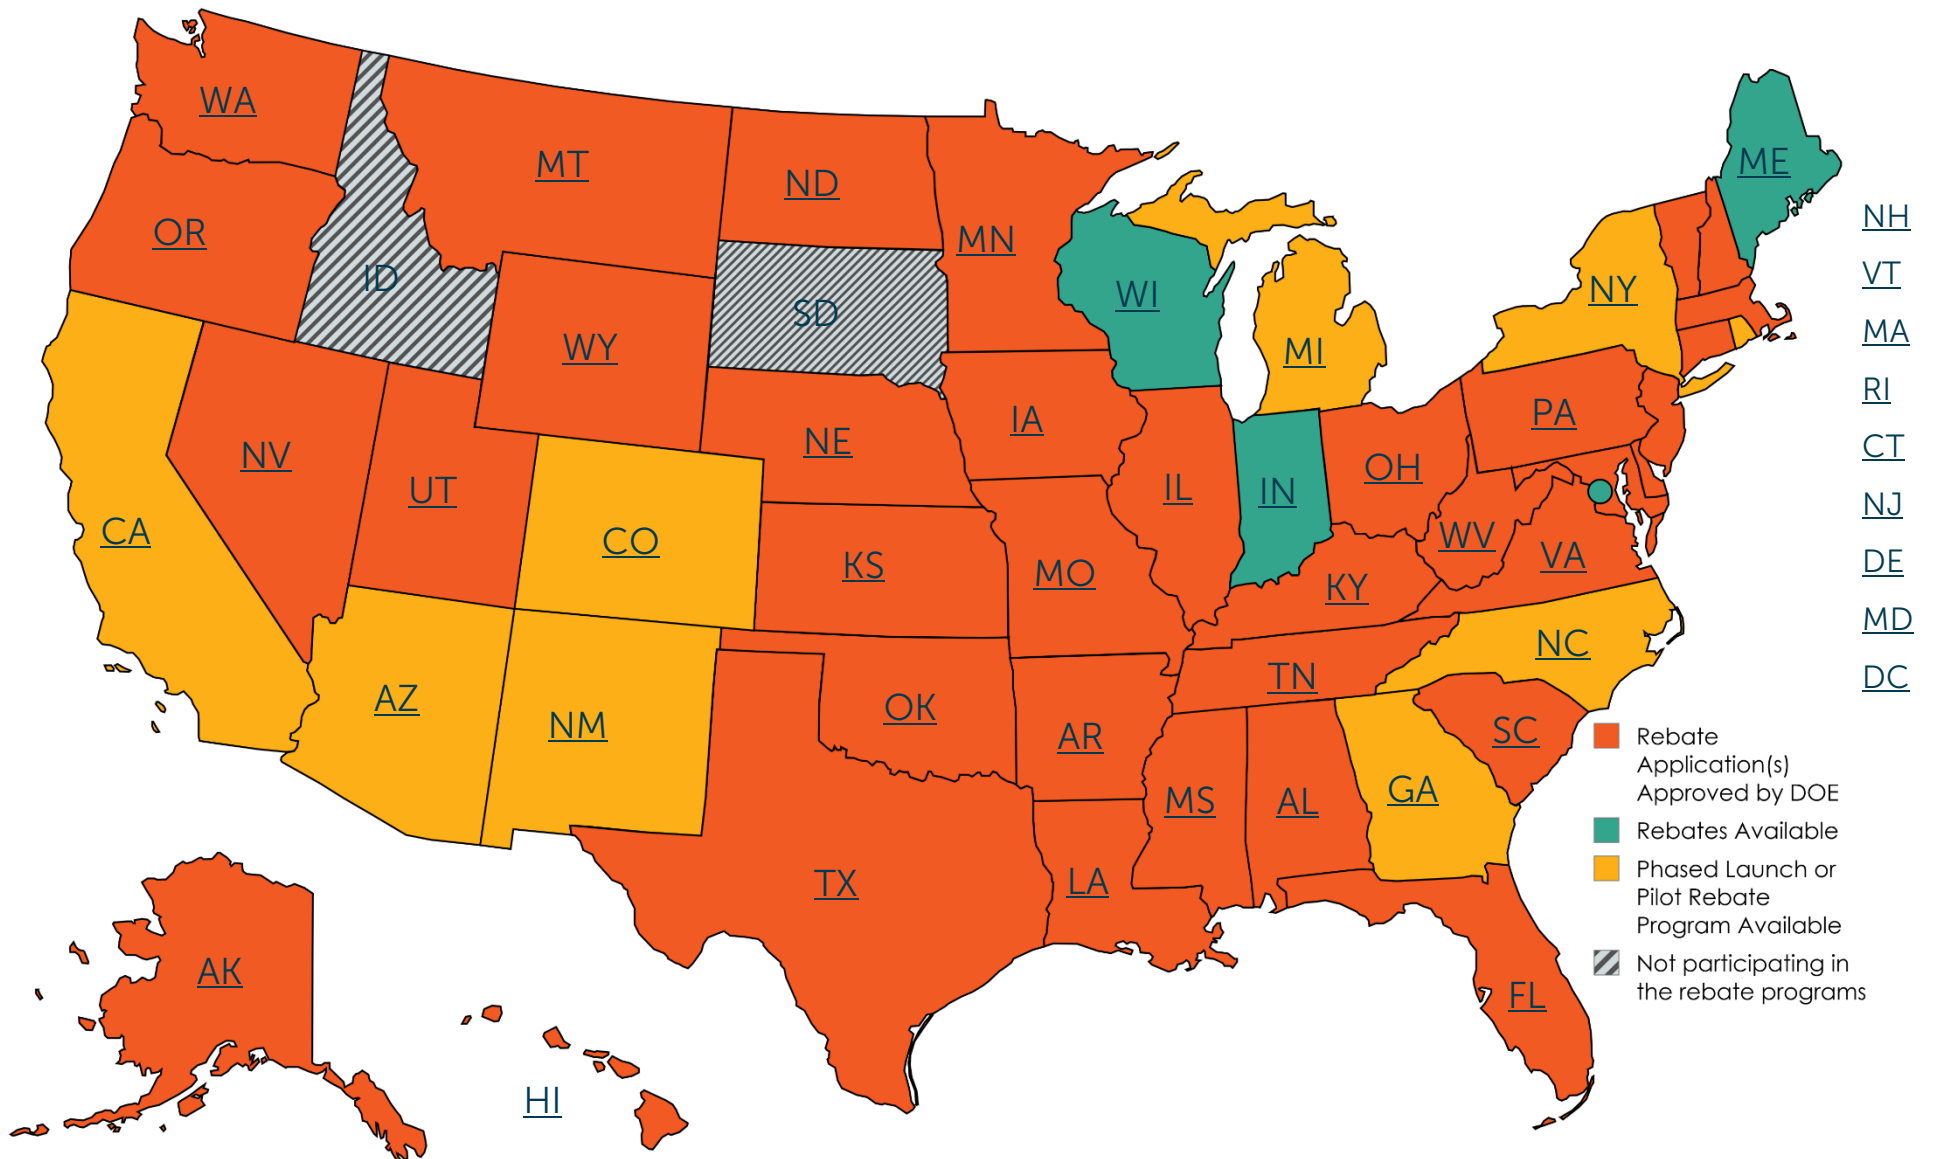 WA
MT
ND
MN
ME
OR
ID
SD
WI
NY
NH
VT
MA
RI
CT
NJ
DE
MD
DC
WY
MI
NV
UT
NE
IA
PA
CA
CO
KS
MO
IL
IN
OH
WV
VA
KY
AZ
NM
OK
AR
TN
NC
SC
MS
AL
GA
TX
LA
FL
AK
HI
Rebate
Application(s)
Approved by DOE
Rebates Available
Phased Launch or
Pilot Rebate
Program Available
Not participating in
the rebate programs